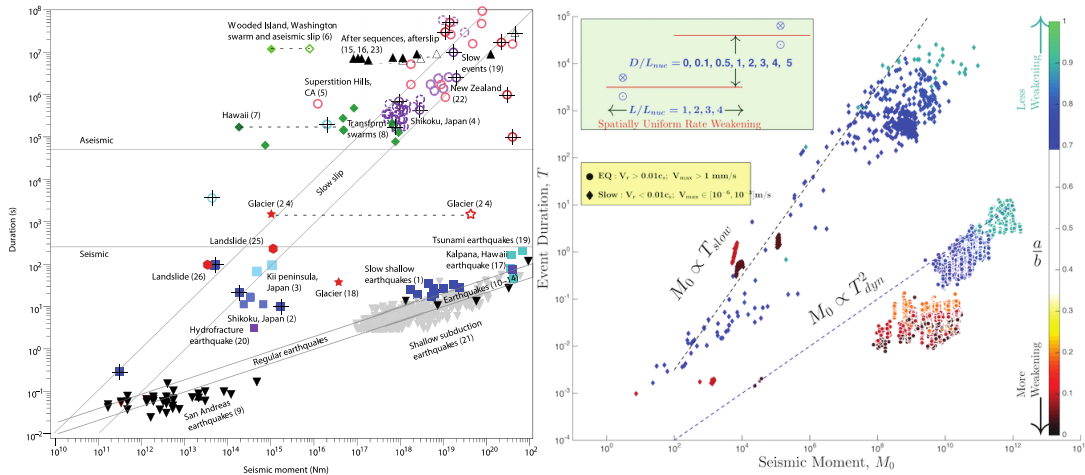 10^8
10^7
10^6
10^5
10^4
10^3
10^2
10^1
10^0
10^-1
10^-2
Duration (s)
Wooded Island, Washington
swarm and aseismic slip (6)
After sequences, afterslip
(15, 16, 23)
Slow
events (19)
Superstition Hills,
CA (5)
New Zealand
(22)
Hawaii (7)
Transform
swarms (8)
Shikoku, Japan (4)
Aseismic
Slow slip
Glacier (2 4)
Glacier (2 4)
Seismic
Landslide (25)
Tsunami earthquakes (19)
Kalpana, Hawaii
earthquake (17)
Landslide (26)
Kii peninsula,
Japan (3)
Slow shallow
earthquakes (1)
Glacier (18)
Earthquakes (10–14)
Shikoku, Japan (2)
Hydrofracture
earthquake (20)
Shallow subduction
earthquakes (21)
Regular earthquakes
San Andreas
earthquakes (9)
10^10
10^11
10^12
10^13
10^14
10^15
10^16
10^17
10^18
10^19
10^20
10^21
Seismic moment (Nm)
10^5
10^4
10^3
10^2
10^1
10^0
10^-1
10^-2
10^-3
10^-4
Event Duration, T
D/L_nuc = 0, 0.1, 0.5, 1, 2, 3, 4, 5
L/L_nuc = 1, 2, 3, 4
Spatially Uniform Rate Weakening
EQ : V_r > 0.01c_s; V_max > 1 mm/s
Slow : V_r < 0.01c_s, V_max ∈ [10^-6, 10^-3]m/s
M_0 ∝ T_slow
M_0 ∝ T^2_dyn
10^0
10^2
10^4
10^6
10^8
10^10
10^12
10^1
Seismic Moment, M_0
Less
Weakening
More
Weakening
1
0.9
0.8
0.7
0.6
0.5
0.4
0.3
0.2
0.1
0
a/b